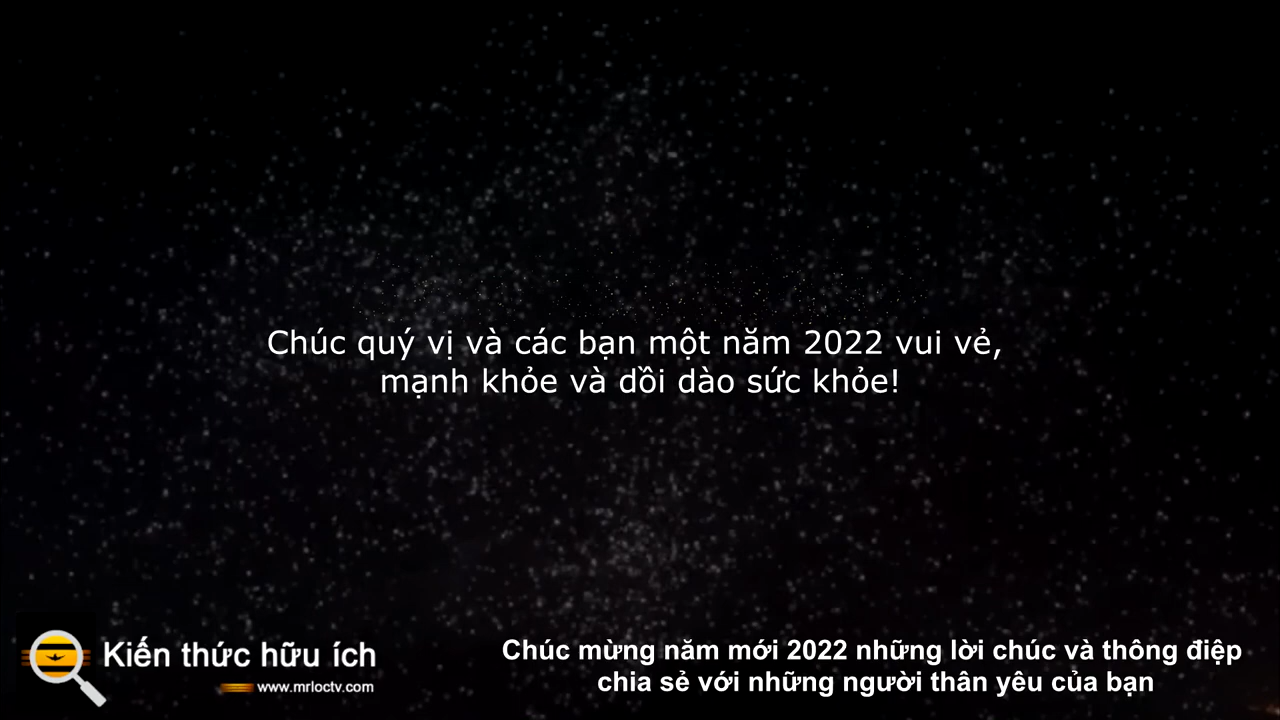 Chúc quý vị và các bạn một năm 2022 vui vẻ,
mạnh khỏe và dồi dào sức khỏe!
Kiến thức hữu ích
www.mrloctv.com
Chúc mừng năm mới 2022 những lời chúc và thông điệp
chia sẻ với những người thân yêu của bạn